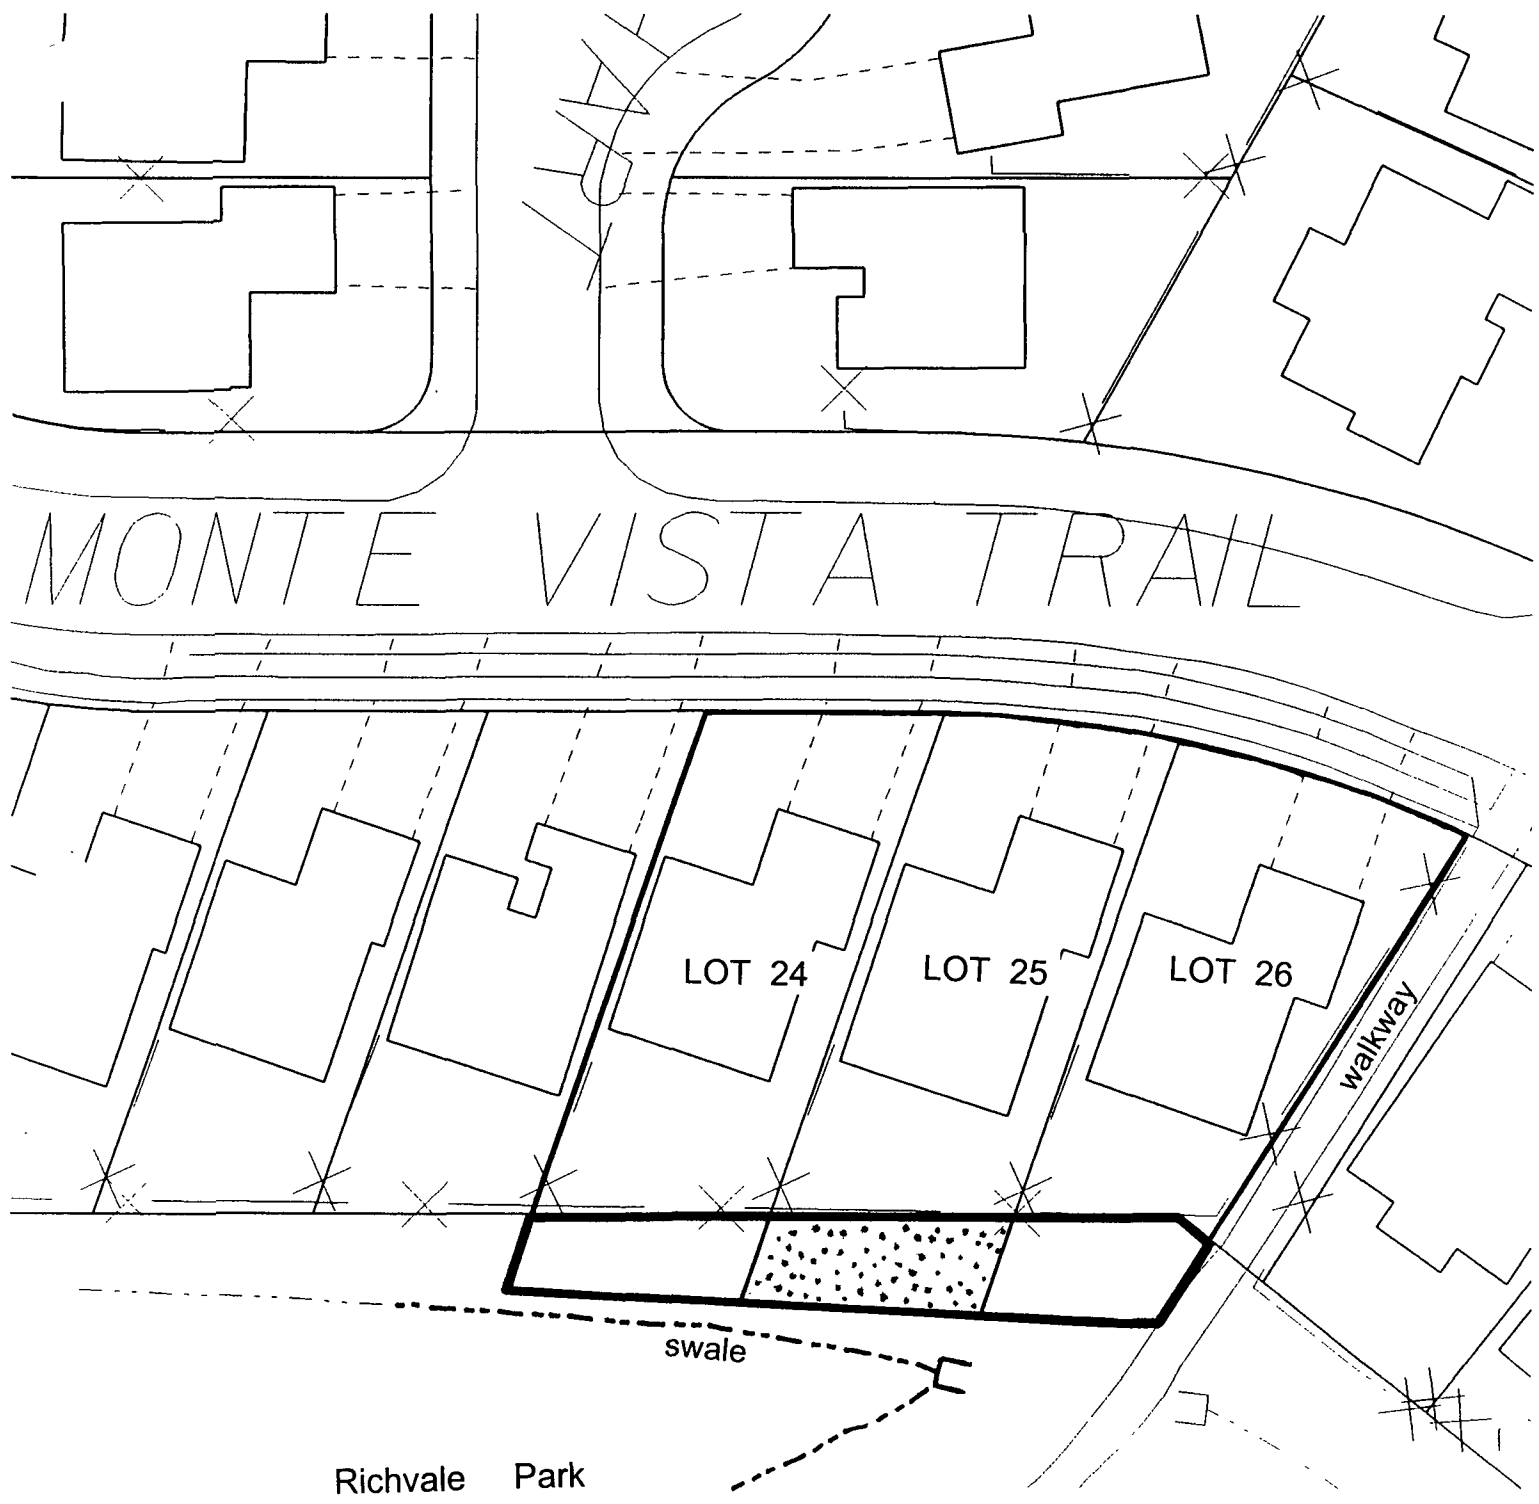 MONTE VISTA TRAIL
LOT 24
LOT 25
LOT 26
walkway
swale
Richvale Park